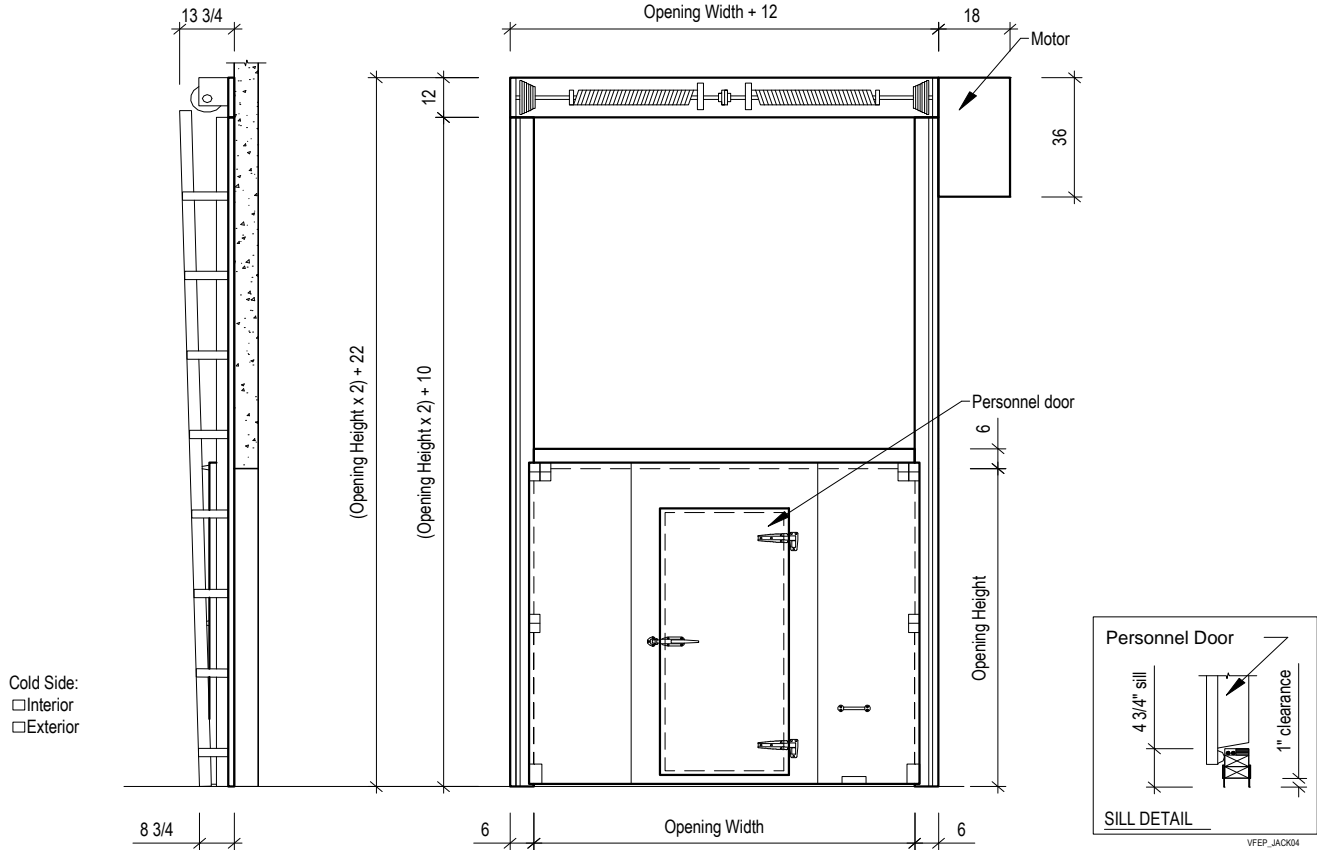 13 3/4
Opening Width + 12
18
Motor
12
36
(Opening Height x 2) + 22
(Opening Height x 2) + 10
Personnel door
6
Opening Height
Cold Side:
□Interior
□Exterior
8 3/4
6
Opening Width
6
Personnel Door
4 3/4" sill
1" clearance
SILL DETAIL
VFEP_JACK04